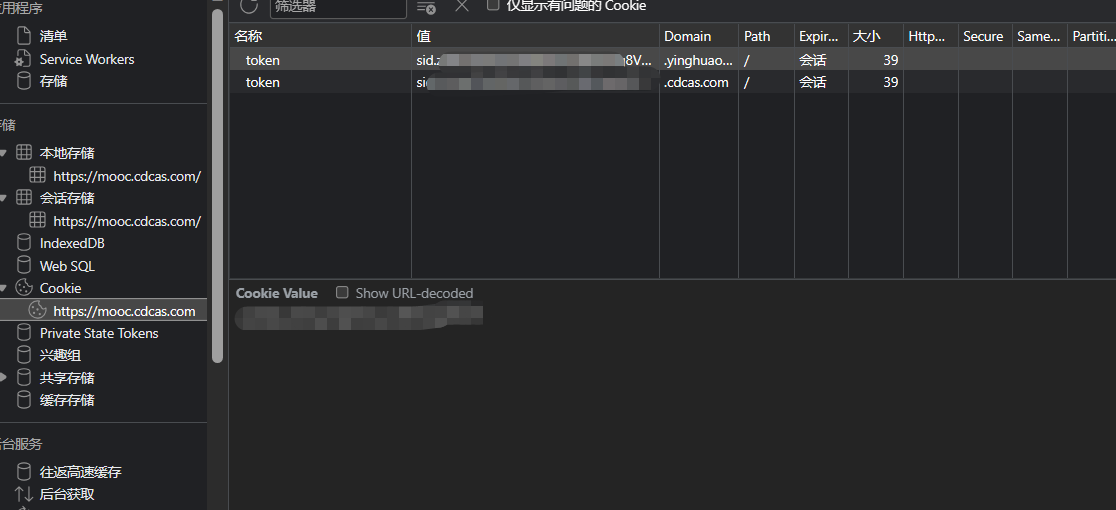 应用程序
清单
Service Workers
存储
存储
本地存储
https://mooc.cdcas.com/
会话存储
https://mooc.cdcas.com/
IndexedDB
Web SQL
Cookie
https://mooc.cdcas.com
Private State Tokens
兴趣组
共享存储
缓存存储
后台服务
往返高速缓存
后台获取
筛选器
仅显示有问题的 Cookie
名称 值 Domain Path Expir... 大小 Http... Secure Same... Partiti...
token sid. q8V... .yinghuao... / 会话 39
token si .cdcas.com / 会话 39
Cookie Value Show URL-decoded